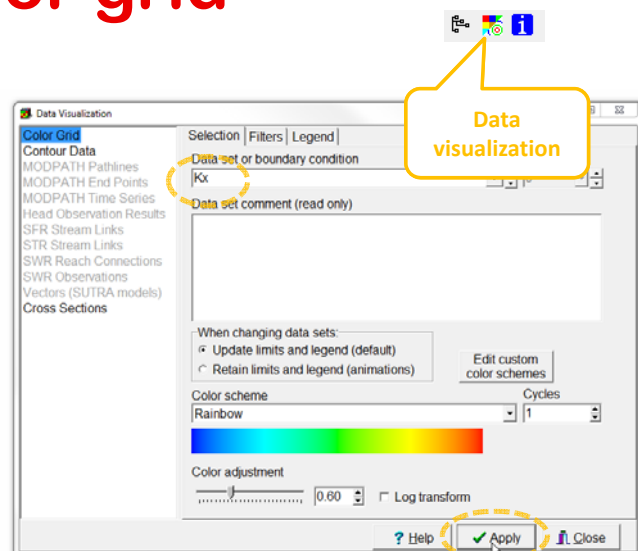 or grid
Data
visualization
Data Visualization
Color Grid
Contour Data
MODPATH Pathlines
MODPATH End Points
MODPATH Time Series
Head Observation Results
SFR Stream Links
STR Stream Links
SWR Reach Connections
SWR Observations
Vectors (SUTRA models)
Cross Sections
Selection Filters Legend
Data set or boundary condition
Kx
Data set comment (read only)
When changing data sets:
Update limits and legend (default)
Retain limits and legend (animations)
Edit custom
color schemes
Color scheme
Cycles
Rainbow
1
Color adjustment
0.60
Log transform
? Help
Apply
Close